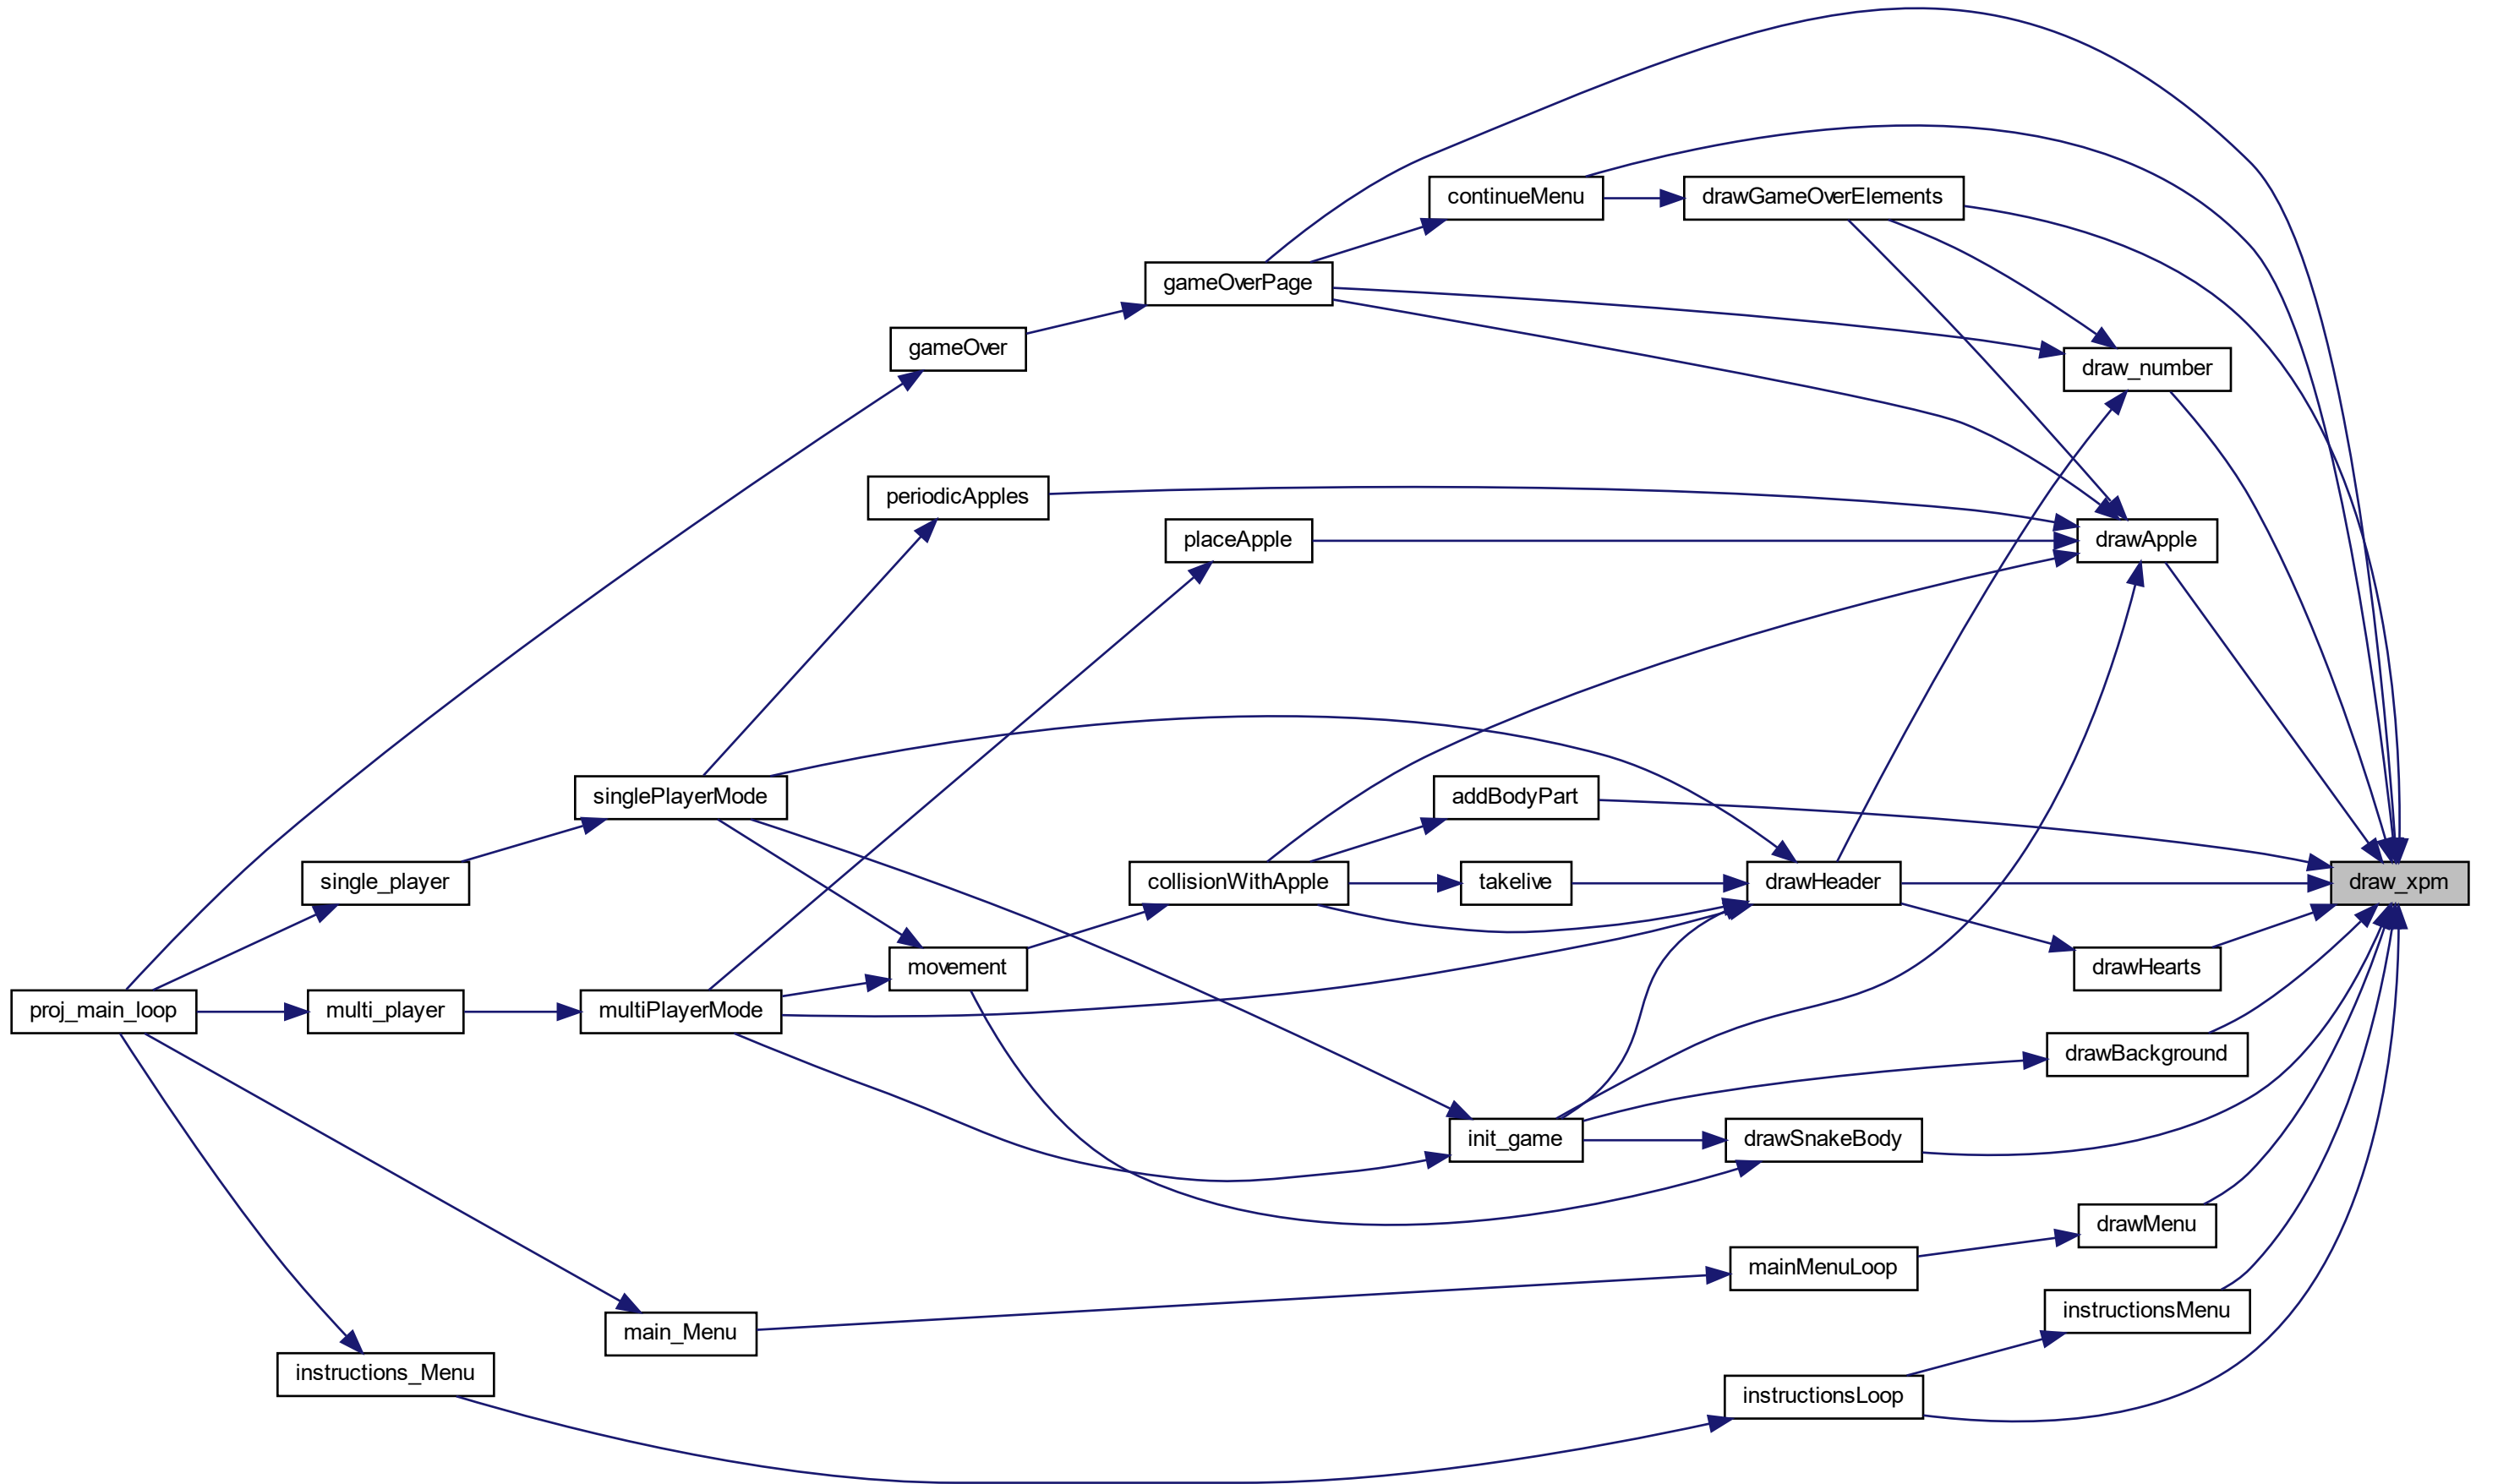 continueMenu
drawGameOverElements
gameOverPage
gameOver
draw_number
periodicApples
placeApple
drawApple
singlePlayerMode
addBodyPart
single_player
collisionWithApple
takelive
drawHeader
draw_xpm
movement
drawHearts
proj_main_loop
multi_player
multiPlayerMode
drawBackground
init_game
drawSnakeBody
drawMenu
mainMenuLoop
instructionsMenu
main_Menu
instructions_Menu
instructionsLoop